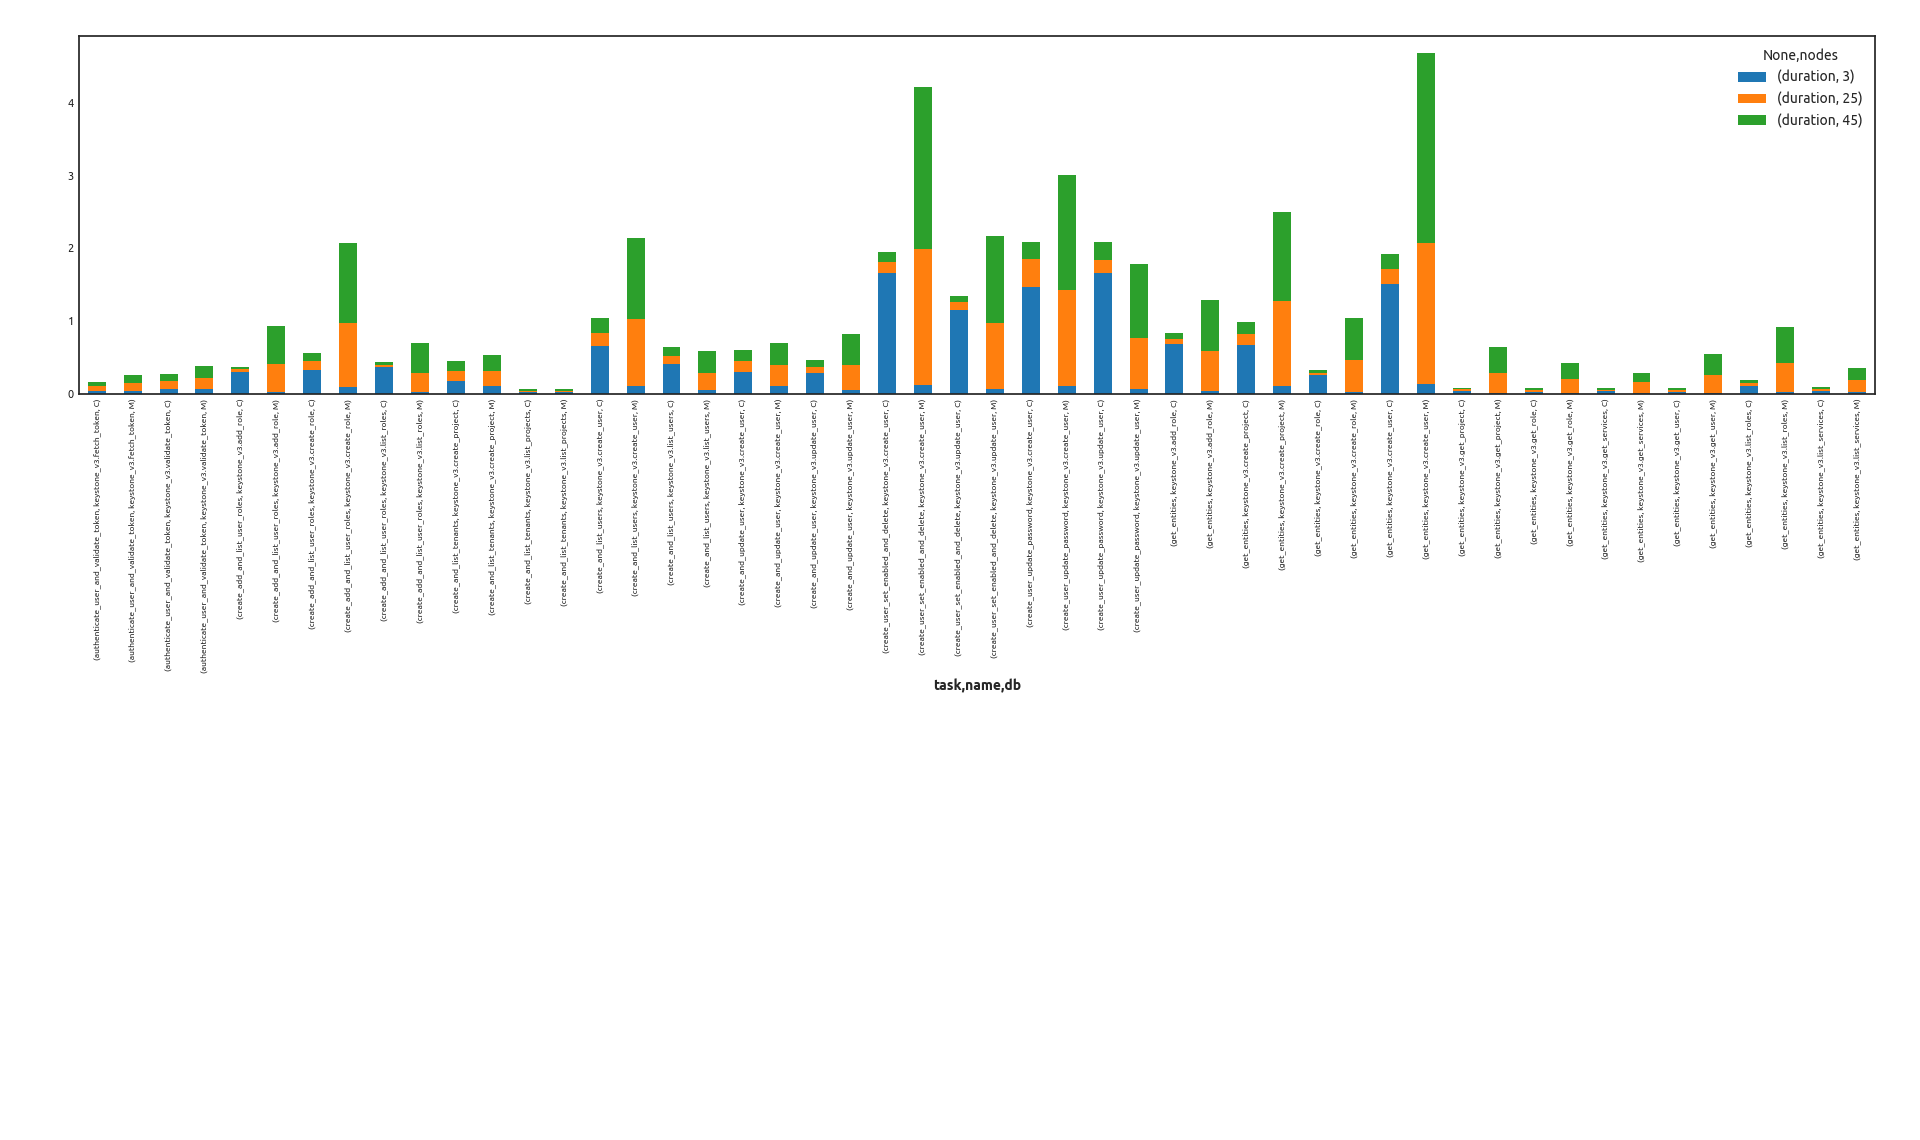 None,nodes
(duration, 3)
(duration, 25)
(duration, 45)
4
3
2
1
0
(authenticate_user_and_validate_token, keystone_v3.fetch_token, C)
(authenticate_user_and_validate_token, keystone_v3.fetch_token, M)
(authenticate_user_and_validate_token, keystone_v3.validate_token, C)
(authenticate_user_and_validate_token, keystone_v3.validate_token, M)
(create_add_and_list_user_roles, keystone_v3.add_role, C)
(create_add_and_list_user_roles, keystone_v3.add_role, M)
(create_add_and_list_user_roles, keystone_v3.create_role, C)
(create_add_and_list_user_roles, keystone_v3.create_role, M)
(create_add_and_list_user_roles, keystone_v3.list_roles, C)
(create_add_and_list_user_roles, keystone_v3.list_roles, M)
(create_and_list_tenants, keystone_v3.create_project, C)
(create_and_list_tenants, keystone_v3.create_project, M)
(create_and_list_tenants, keystone_v3.list_projects, C)
(create_and_list_tenants, keystone_v3.list_projects, M)
(create_and_list_users, keystone_v3.create_user, C)
(create_and_list_users, keystone_v3.create_user, M)
(create_and_list_users, keystone_v3.list_users, C)
(create_and_list_users, keystone_v3.list_users, M)
(create_and_update_user, keystone_v3.create_user, C)
(create_and_update_user, keystone_v3.create_user, M)
(create_and_update_user, keystone_v3.update_user, C)
(create_and_update_user, keystone_v3.update_user, M)
(create_user_set_enabled_and_delete, keystone_v3.create_user, C)
(create_user_set_enabled_and_delete, keystone_v3.create_user, M)
(create_user_set_enabled_and_delete, keystone_v3.update_user, C)
(create_user_set_enabled_and_delete, keystone_v3.update_user, M)
(create_user_update_password, keystone_v3.create_user, C)
(create_user_update_password, keystone_v3.create_user, M)
(create_user_update_password, keystone_v3.update_user, C)
(create_user_update_password, keystone_v3.update_user, M)
(get_entities, keystone_v3.add_role, C)
(get_entities, keystone_v3.add_role, M)
(get_entities, keystone_v3.create_project, C)
(get_entities, keystone_v3.create_project, M)
(get_entities, keystone_v3.create_role, C)
(get_entities, keystone_v3.create_role, M)
(get_entities, keystone_v3.create_user, C)
(get_entities, keystone_v3.create_user, M)
(get_entities, keystone_v3.get_project, C)
(get_entities, keystone_v3.get_project, M)
(get_entities, keystone_v3.get_role, C)
(get_entities, keystone_v3.get_role, M)
(get_entities, keystone_v3.get_services, C)
(get_entities, keystone_v3.get_services, M)
(get_entities, keystone_v3.get_user, C)
(get_entities, keystone_v3.get_user, M)
(get_entities, keystone_v3.list_roles, C)
(get_entities, keystone_v3.list_roles, M)
(get_entities, keystone_v3.list_services, C)
(get_entities, keystone_v3.list_services, M)
task,name,db